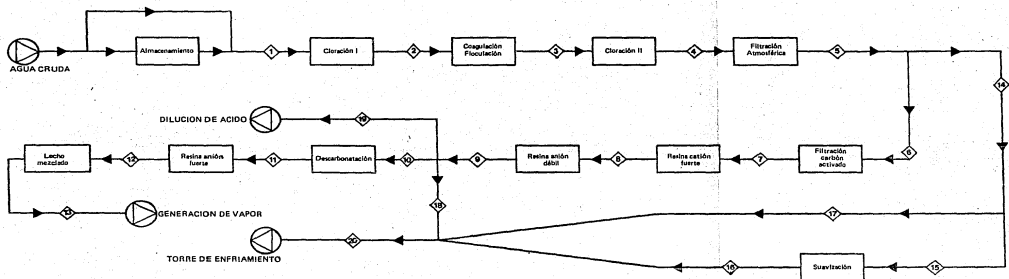 Almacenamiento
1
Cloración I
2
Coagulación
Floculación
3
Cloración II
4
Filtración
Atmosférica
5
AGUA CRUDA
14
DILUCION DE ACIDO
19
Lecho
mezclado
12
Resina anión
fuerte
11
Descarbonatación
10
9
Resina anión
débil
8
Resina catión
fuerte
7
Filtración
carbón
activado
6
13
GENERACION DE VAPOR
18
17
20
TORRE DE ENFRIAMIENTO
16
Suavización
15